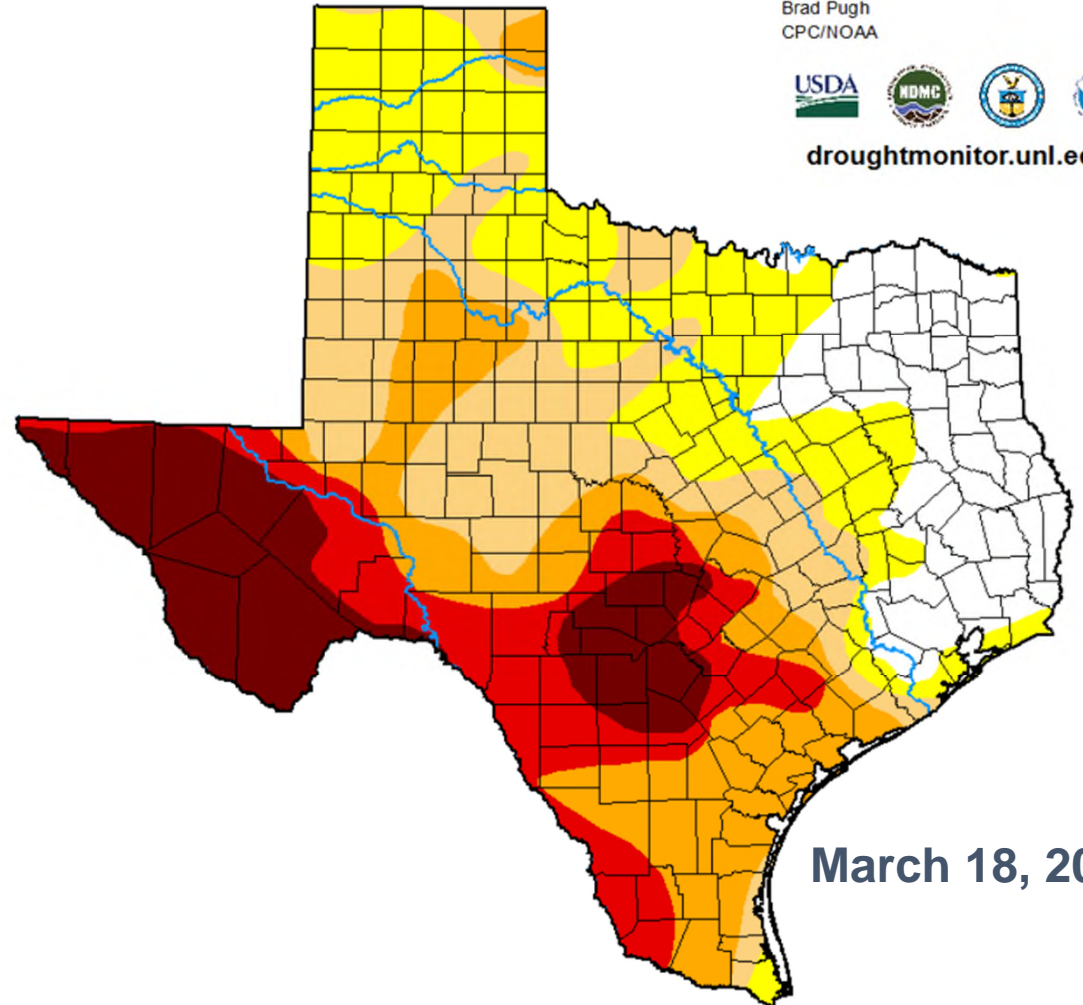 Brad Pugh
CPC/NOAA
USDA
NDMC
droughtmonitor.unl.e
March 18, 20